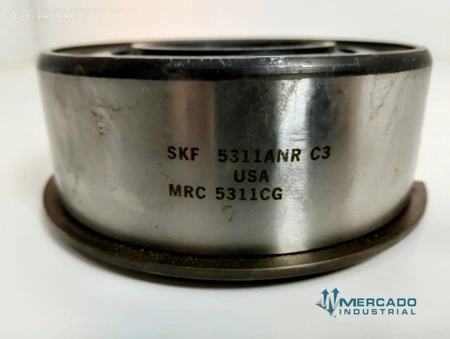 SKF 5311ANR C3
USA
MRC 5311CG
MERCADO
INDUSTRIAL